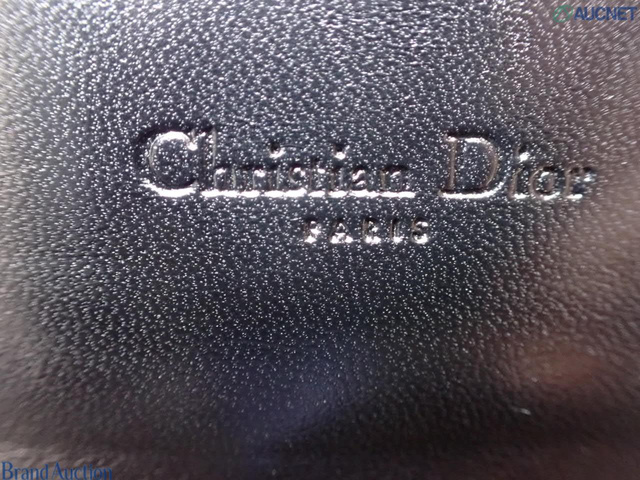 AUCNET
Christian Dior
PARIS
Brand Auction